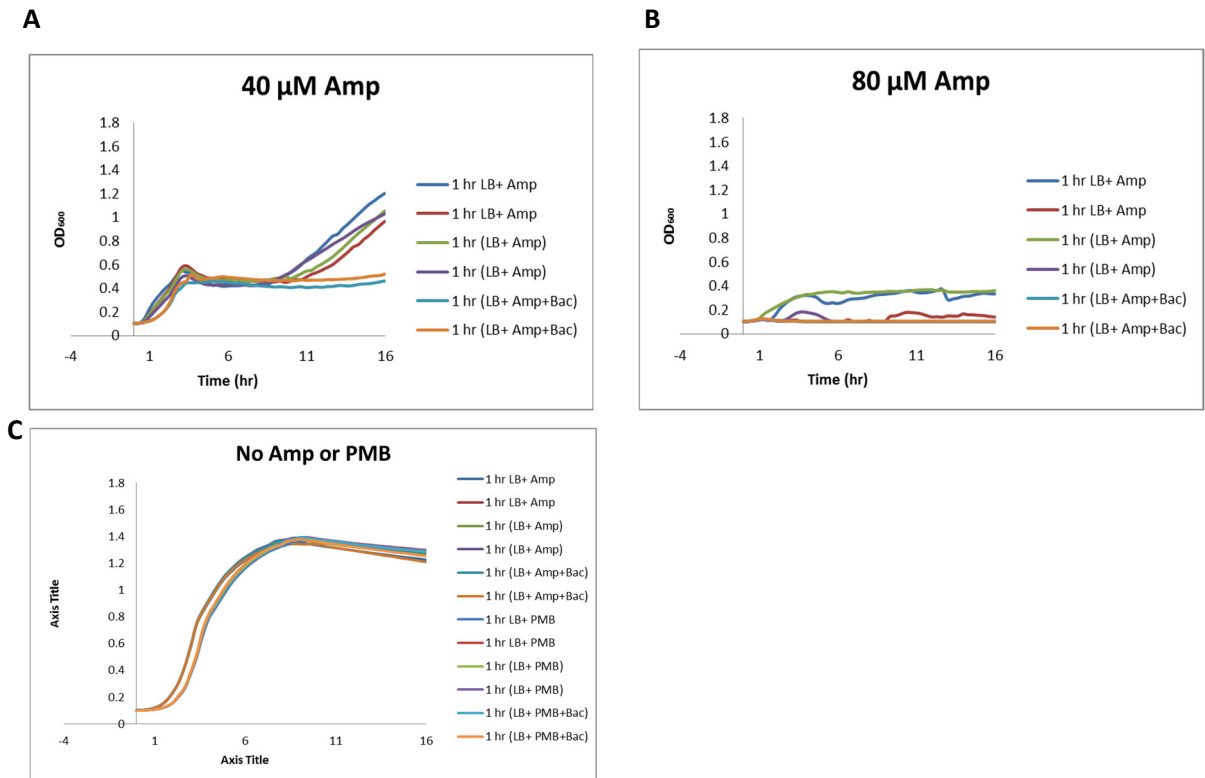 A
40 µM Amp
1.8
1.6
1.4
1.2
1
0.8
0.6
0.4
0.2
0
OD₆₀₀
-4 1 6 11 16
Time (hr)
1 hr LB+ Amp
1 hr LB+ Amp
1 hr (LB+ Amp)
1 hr (LB+ Amp)
1 hr (LB+ Amp+Bac)
1 hr (LB+ Amp+Bac)
B
80 µM Amp
1.8
1.6
1.4
1.2
1
0.8
0.6
0.4
0.2
0
OD₆₀₀
-4 1 6 11 16
Time (hr)
1 hr LB+ Amp
1 hr LB+ Amp
1 hr (LB+ Amp)
1 hr (LB+ Amp)
1 hr (LB+ Amp+Bac)
1 hr (LB+ Amp+Bac)
C
No Amp or PMB
1.8
1.6
1.4
1.2
1
0.8
0.6
0.4
0.2
0
Axis Title
-4 1 6 11 16
Axis Title
1 hr LB+ Amp
1 hr LB+ Amp
1 hr (LB+ Amp)
1 hr (LB+ Amp)
1 hr (LB+ Amp+Bac)
1 hr (LB+ Amp+Bac)
1 hr LB+ PMB
1 hr LB+ PMB
1 hr (LB+ PMB)
1 hr (LB+ PMB)
1 hr (LB+ PMB+Bac)
1 hr (LB+ PMB+Bac)